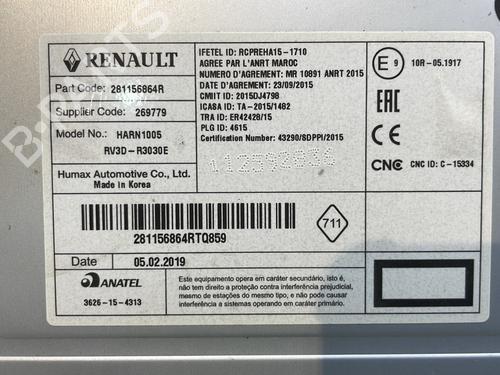 RENAULT
Part Code: 281156864R
Supplier Code: 269779
Model No.: HARN1005
RV3D-R3030E
Humax Automotive Co., Ltd.
Made in Korea
IFETEL ID: RCPREHA15-1710
AGREE PAR L'ANRT MAROC
NUMERO D'AGREMENT: MR 10891 ANRT 2015
DATE D'AGREMENT: 23/09/2015
CMIIT ID: 2015DJ4798
ICASA ID: TA-2015/1482
TRA ID: ER42428/15
PLG ID: 4615
Certification Number: 43290/SDPPI/2015
112592836
E 9 10R-05.1917
EAC
CE
CNC CNC ID: C-15334
281156864RTQ859
711
Date 05.02.2019
ANATEL
3626-15-4313
Este equipamento opera em caráter secundário, isto é, não
tem direito a proteção contra interferência prejudicial, mesmo
de estações do mesmo tipo, e não pode causar
interferência a sistemas operando em caráter primário.